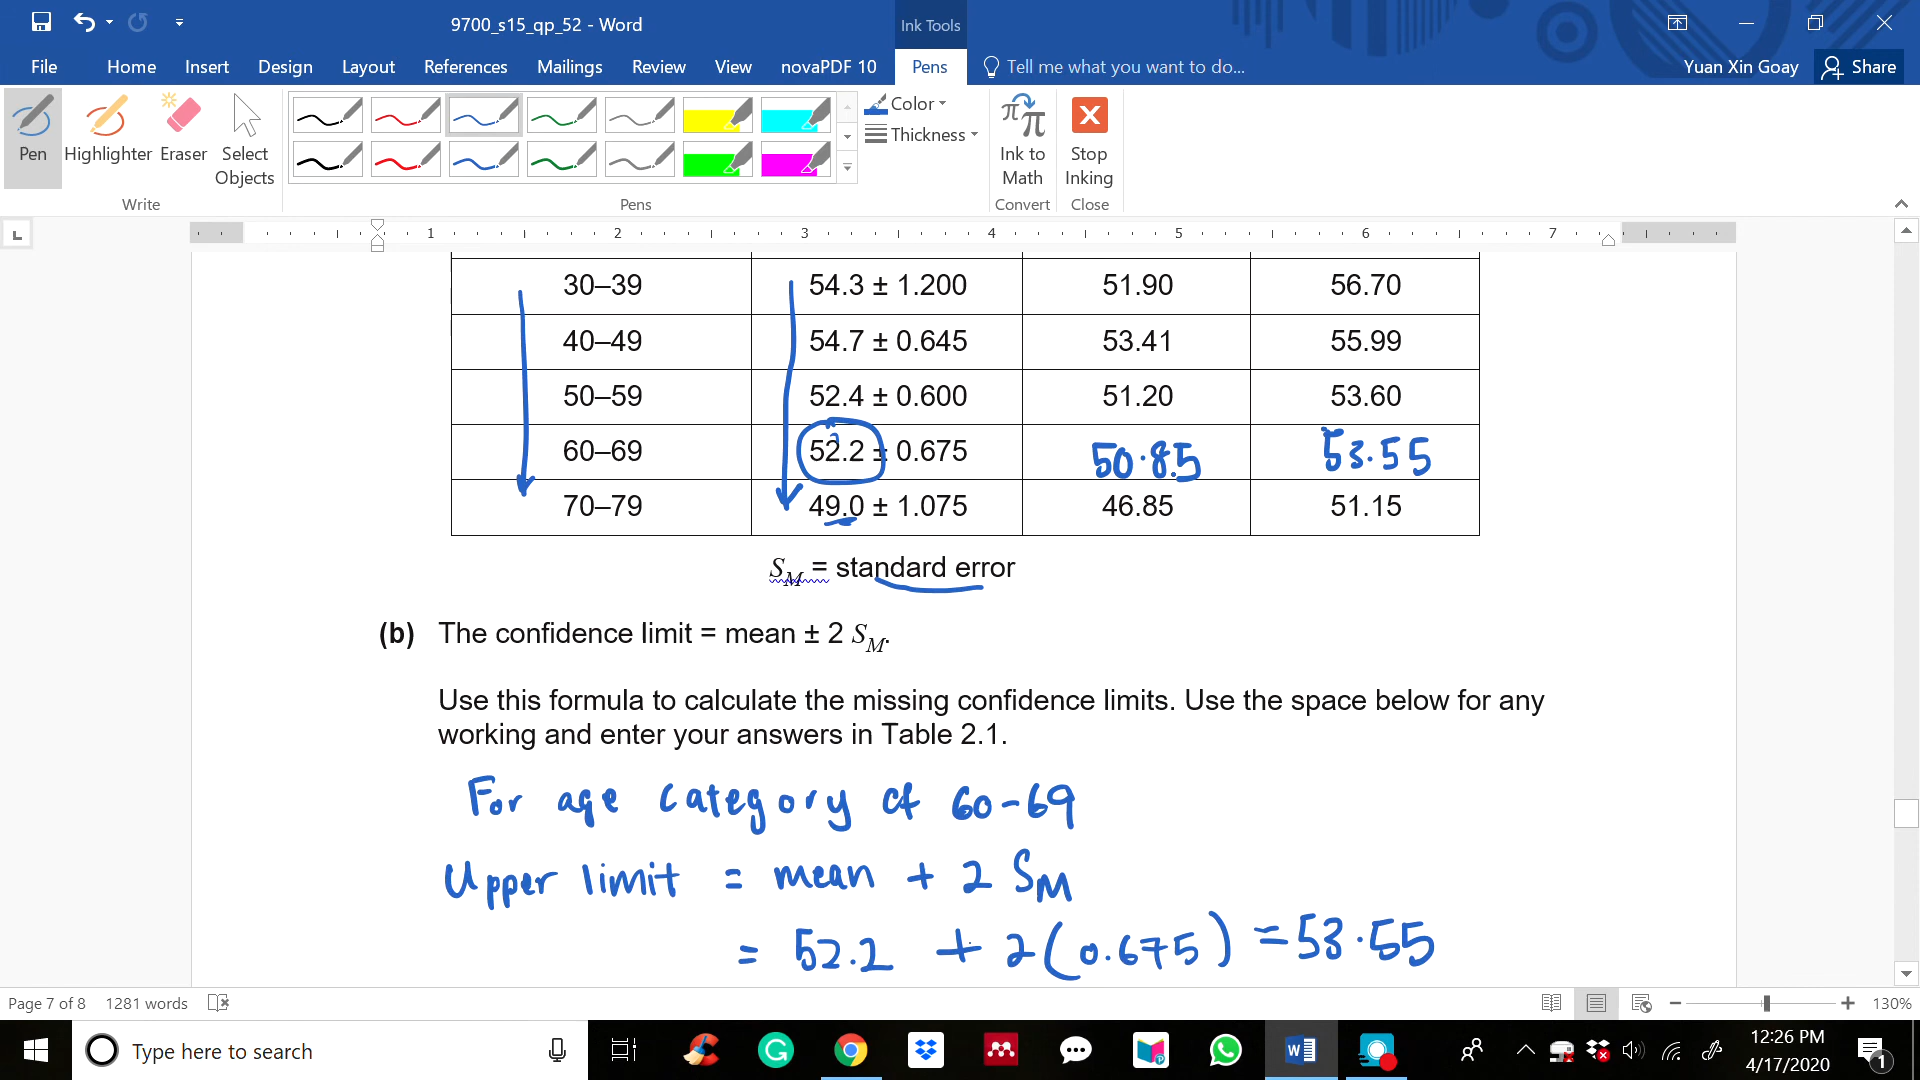 9700_s15_qp_52 - Word
Ink Tools
File Home Insert Design Layout References Mailings Review View novaPDF 10 Pens Tell me what you want to do... Yuan Xin Goay Share
Pen Highlighter Eraser Select Objects
Color
Thickness
Ink to Math
Stop Inking
Write Pens Convert Close
1 2 3 4 5 6 7
30–39 54.3 ± 1.200 51.90 56.70
40–49 54.7 ± 0.645 53.41 55.99
50–59 52.4 ± 0.600 51.20 53.60
60–69 52.2 ± 0.675 50.85 53.55
70–79 49.0 ± 1.075 46.85 51.15
SM = standard error
(b) The confidence limit = mean ± 2 SM.
Use this formula to calculate the missing confidence limits. Use the space below for any
working and enter your answers in Table 2.1.
For age category of 60-69
Upper limit = mean + 2 SM
= 52.2 + 2(0.675) = 53.55
Page 7 of 8 1281 words 130%
Type here to search
12:26 PM
4/17/2020
1